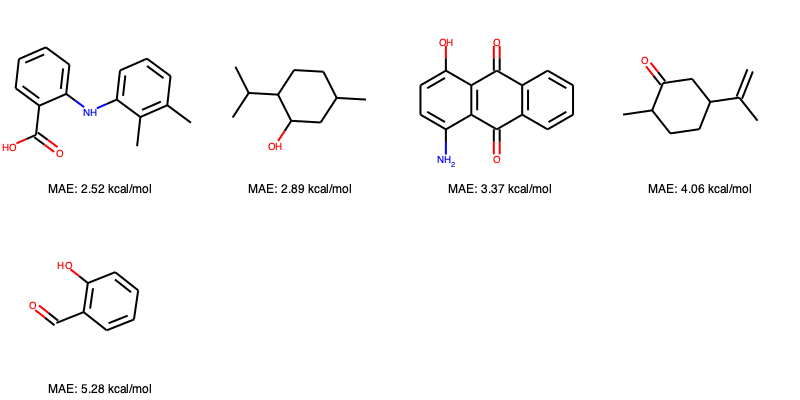 OH O
O
NH
HO O
OH
NH2 O
MAE: 2.52 kcal/mol MAE: 2.89 kcal/mol MAE: 3.37 kcal/mol MAE: 4.06 kcal/mol
HO
O
MAE: 5.28 kcal/mol